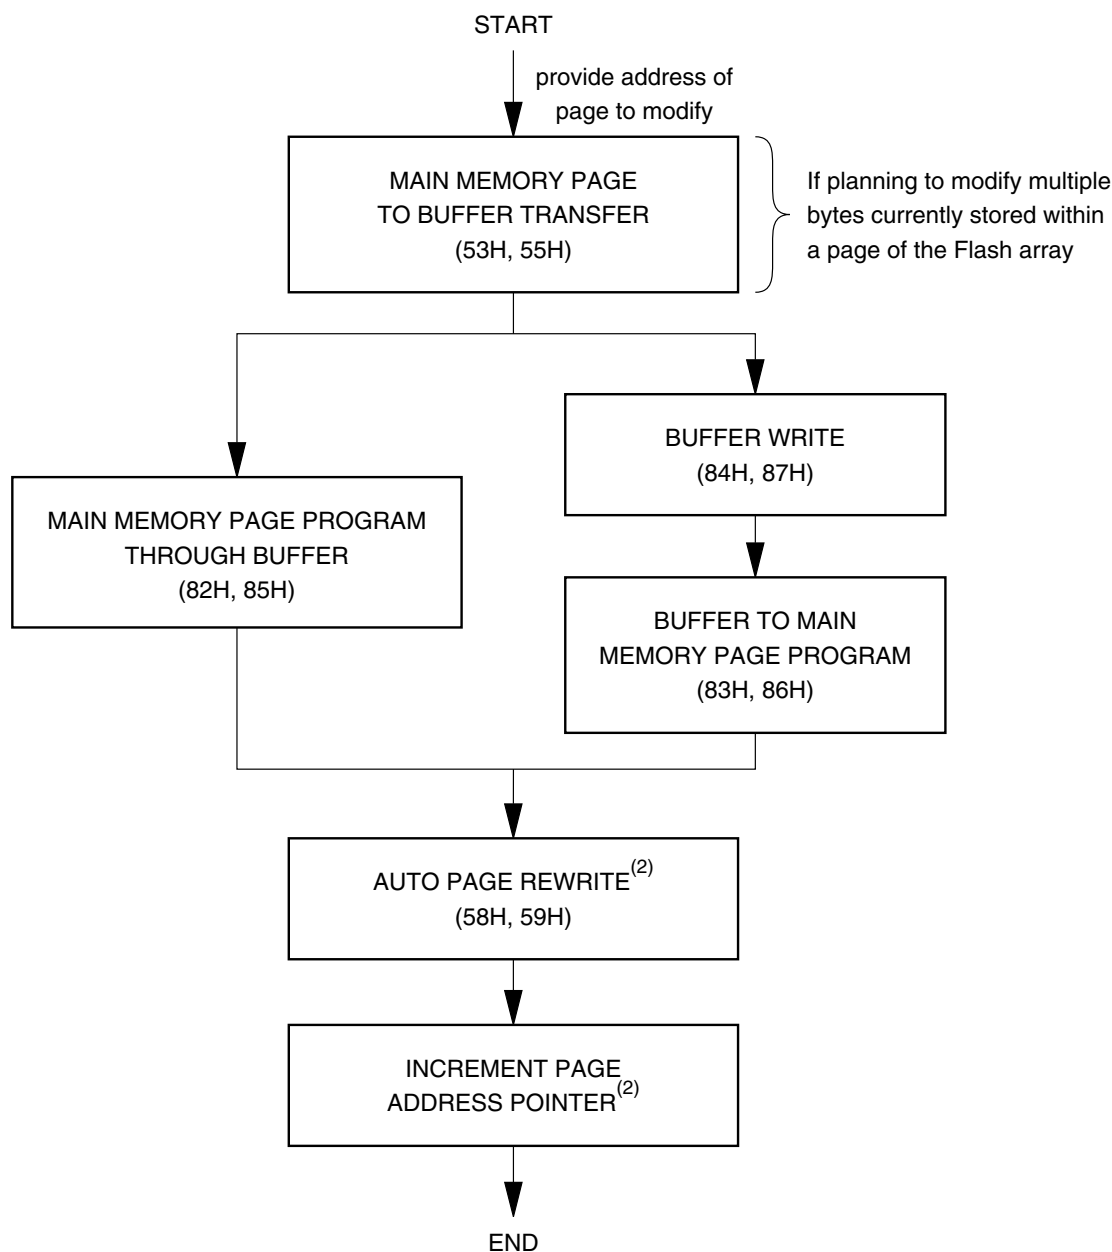 START
provide address of
page to modify
MAIN MEMORY PAGE
TO BUFFER TRANSFER
(53H, 55H)
If planning to modify multiple
bytes currently stored within
a page of the Flash array
BUFFER WRITE
(84H, 87H)
MAIN MEMORY PAGE PROGRAM
THROUGH BUFFER
(82H, 85H)
BUFFER TO MAIN
MEMORY PAGE PROGRAM
(83H, 86H)
AUTO PAGE REWRITE(2)
(58H, 59H)
INCREMENT PAGE
ADDRESS POINTER(2)
END